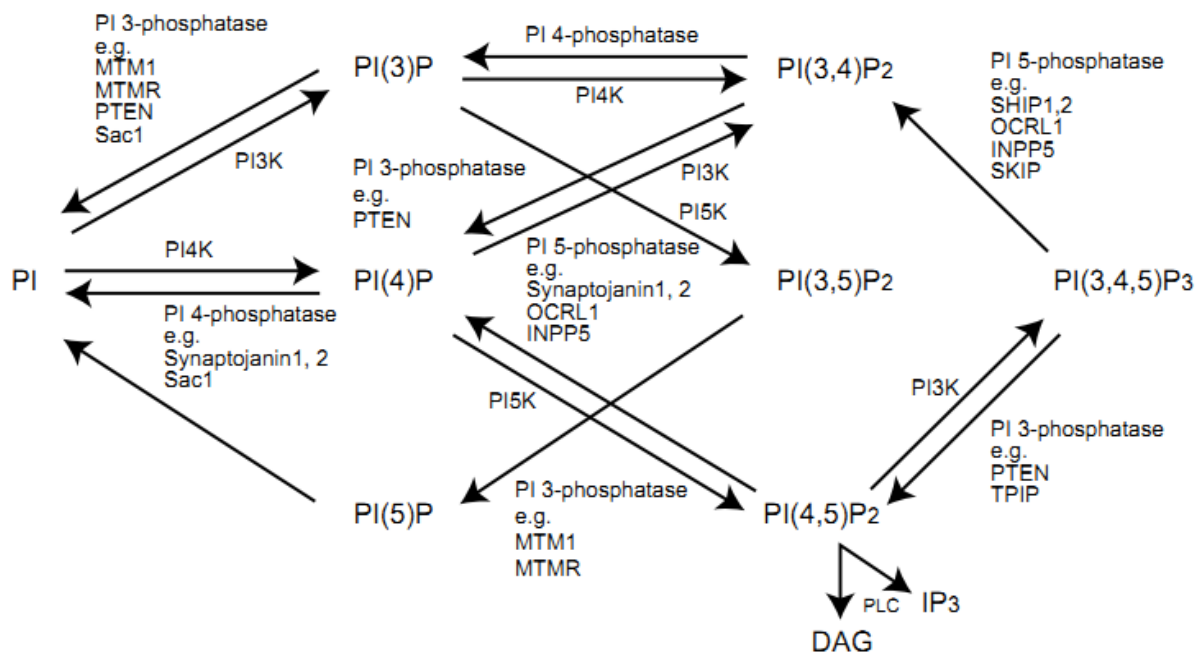 PI 3-phosphatase
e.g.
MTM1
MTMR
PTEN
Sac1
PI(3)P
PI 4-phosphatase
PI4K
PI(3,4)P2
PI 5-phosphatase
e.g.
SHIP1,2
OCRL1
INPP5
SKIP
PI3K
PI 3-phosphatase
e.g.
PTEN
PI3K
PI5K
PI
PI4K
PI 4-phosphatase
e.g.
Synaptojanin1, 2
Sac1
PI(4)P
PI 5-phosphatase
e.g.
Synaptojanin1, 2
OCRL1
INPP5
PI(3,5)P2
PI(3,4,5)P3
PI5K
PI3K
PI 3-phosphatase
e.g.
PTEN
TPIP
PI(5)P
PI 3-phosphatase
e.g.
MTM1
MTMR
PI(4,5)P2
PLC
IP3
DAG